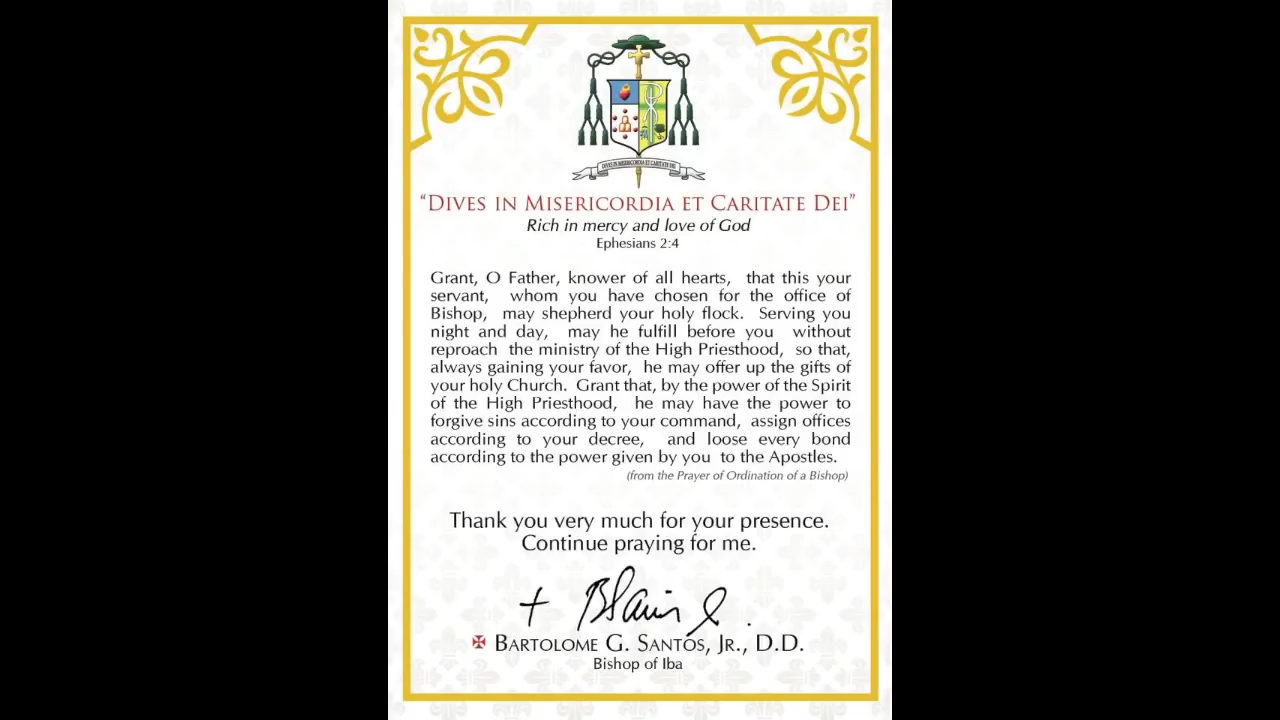 DIVES IN MISERICORDIA ET CARITATE DEI
“DIVES IN MISERICORDIA ET CARITATE DEI”
Rich in mercy and love of God
Ephesians 2:4
Grant, O Father, knower of all hearts, that this your
servant, whom you have chosen for the office of
Bishop, may shepherd your holy flock. Serving you
night and day, may he fulfill before you without
reproach the ministry of the High Priesthood, so that,
always gaining your favor, he may offer up the gifts of
your holy Church. Grant that, by the power of the Spirit
of the High Priesthood, he may have the power to
forgive sins according to your command, assign offices
according to your decree, and loose every bond
according to the power given by you to the Apostles.
(from the Prayer of Ordination of a Bishop)
Thank you very much for your presence.
Continue praying for me.
✠ BARTOLOME G. SANTOS, JR., D.D.
Bishop of Iba